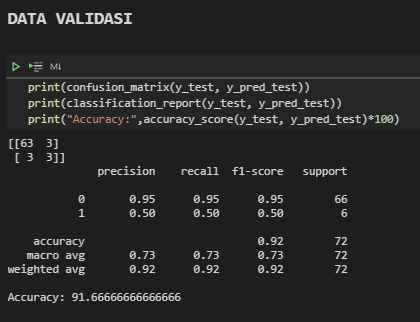 DATA VALIDASI
M↓
print(confusion_matrix(y_test, y_pred_test))
print(classification_report(y_test, y_pred_test))
print("Accuracy:",accuracy_score(y_test, y_pred_test)*100)
[[63  3]
 [ 3  3]]
              precision    recall  f1-score   support
           0       0.95      0.95      0.95        66
           1       0.50      0.50      0.50         6
    accuracy                           0.92        72
   macro avg       0.73      0.73      0.73        72
weighted avg       0.92      0.92      0.92        72
Accuracy: 91.66666666666666